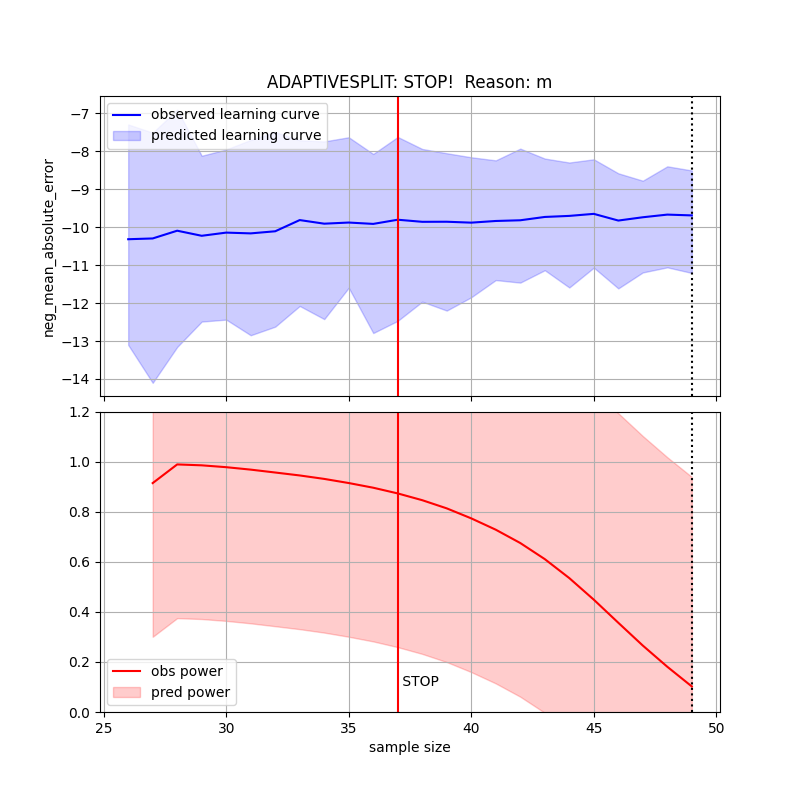 ADAPTIVESPLIT: STOP!  Reason: m
observed learning curve
predicted learning curve
−7
−8
−9
−10
−11
−12
−13
−14
neg_mean_absolute_error
1.2
1.0
0.8
0.6
0.4
0.2
0.0
obs power
pred power
STOP
25 30 35 40 45 50
sample size